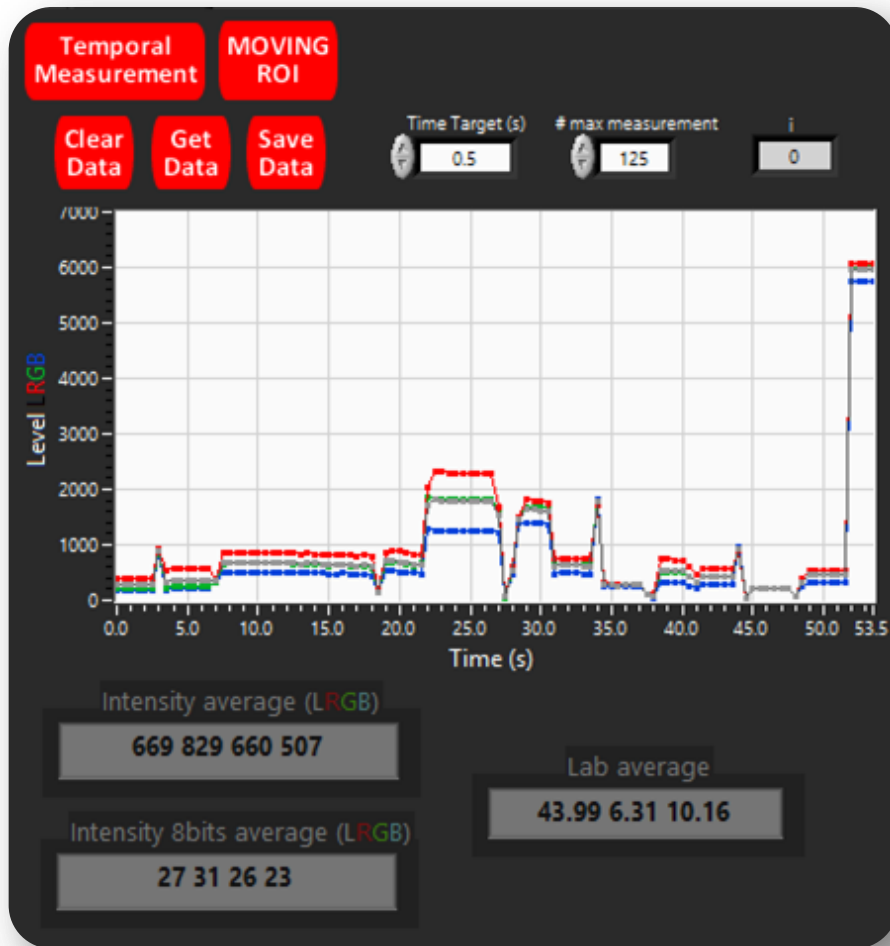 Temporal
Measurement
MOVING
ROI
Clear
Data
Get
Data
Save
Data
Time Target (s)
0.5
# max measurement
125
i
0
7000
6000
5000
4000
3000
2000
1000
0
Level LRGB
0.0 5.0 10.0 15.0 20.0 25.0 30.0 35.0 40.0 45.0 50.0 53.5
Time (s)
Intensity average (LRGB)
669 829 660 507
Lab average
43.99 6.31 10.16
Intensity 8bits average (LRGB)
27 31 26 23